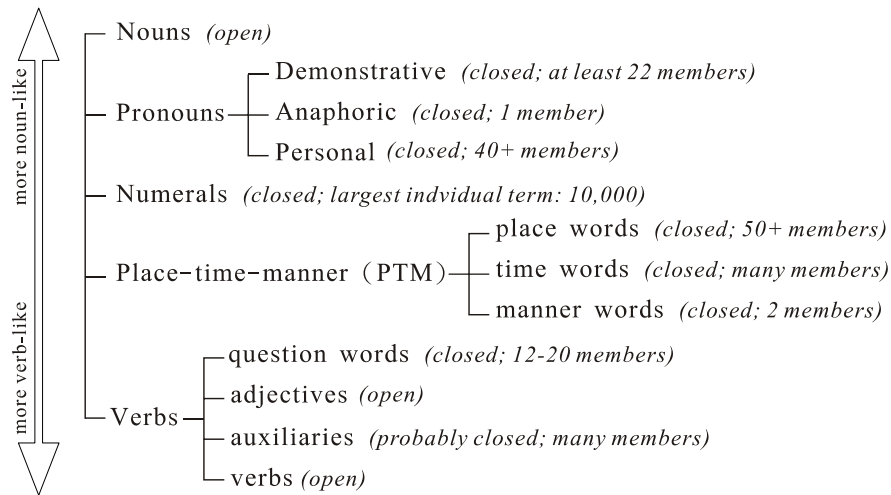 more noun-like
more verb-like
Nouns (open)
Pronouns
Demonstrative (closed; at least 22 members)
Anaphoric (closed; 1 member)
Personal (closed; 40+ members)
Numerals (closed; largest indvidual term: 10,000)
Place-time-manner (PTM)
place words (closed; 50+ members)
time words (closed; many members)
manner words (closed; 2 members)
Verbs
question words (closed; 12-20 members)
adjectives (open)
auxiliaries (probably closed; many members)
verbs (open)